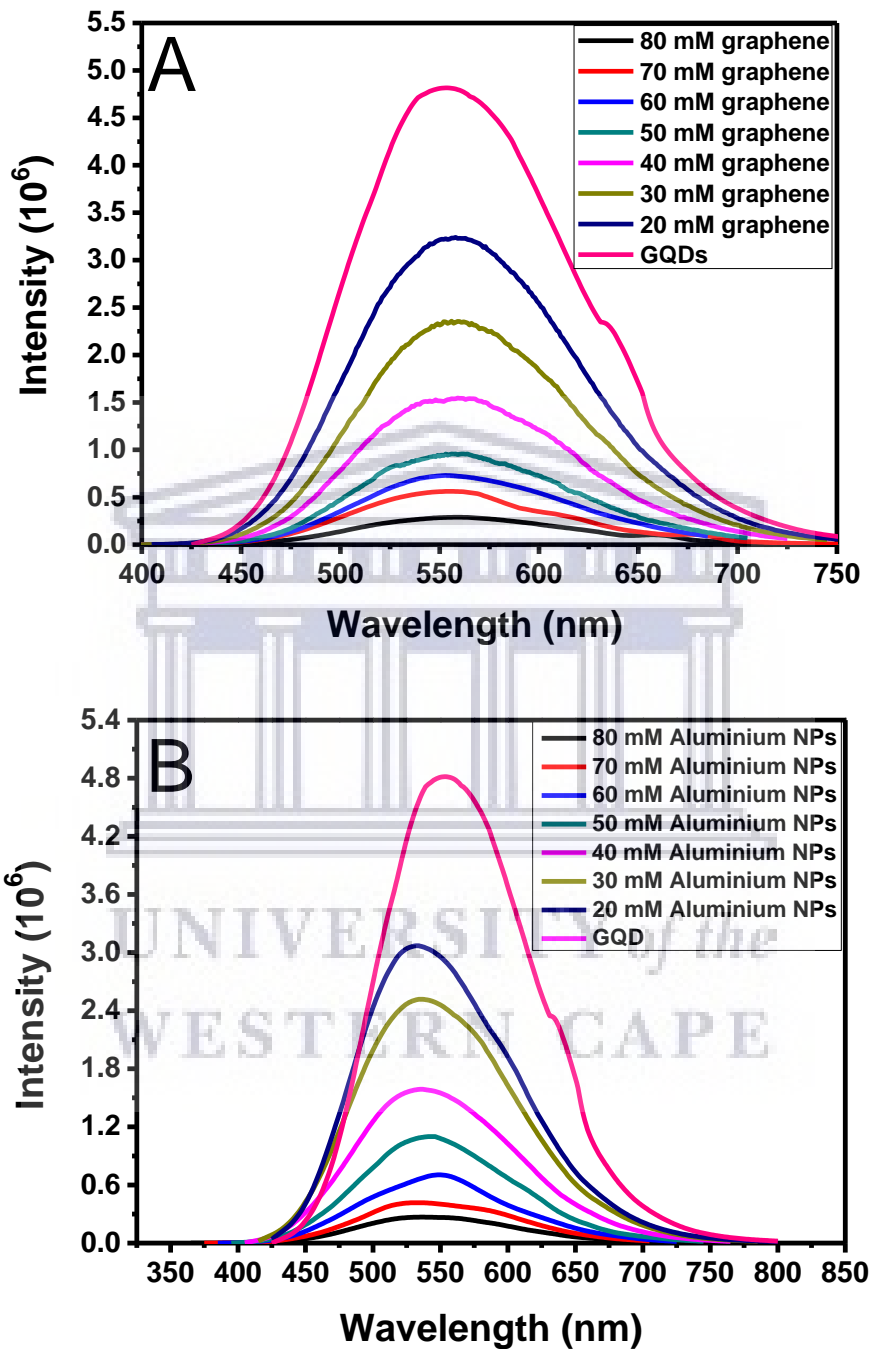 A
5.5
5.0
4.5
4.0
3.5
3.0
2.5
2.0
1.5
1.0
0.5
0.0
Intensity (10⁶)
80 mM graphene
70 mM graphene
60 mM graphene
50 mM graphene
40 mM graphene
30 mM graphene
20 mM graphene
GQDs
400 450 500 550 600 650 700 750
Wavelength (nm)
B
5.4
4.8
4.2
3.6
3.0
2.4
1.8
1.2
0.6
0.0
Intensity (10⁶)
80 mM Aluminium NPs
70 mM Aluminium NPs
60 mM Aluminium NPs
50 mM Aluminium NPs
40 mM Aluminium NPs
30 mM Aluminium NPs
20 mM Aluminium NPs
GQD
UNIVERSITY of the
WESTERN CAPE
350 400 450 500 550 600 650 700 750 800 850
Wavelength (nm)